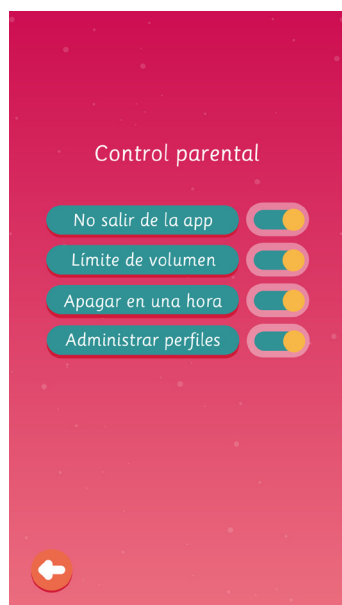 Control parental
No salir de la app
Límite de volumen
Apagar en una hora
Administrar perfiles